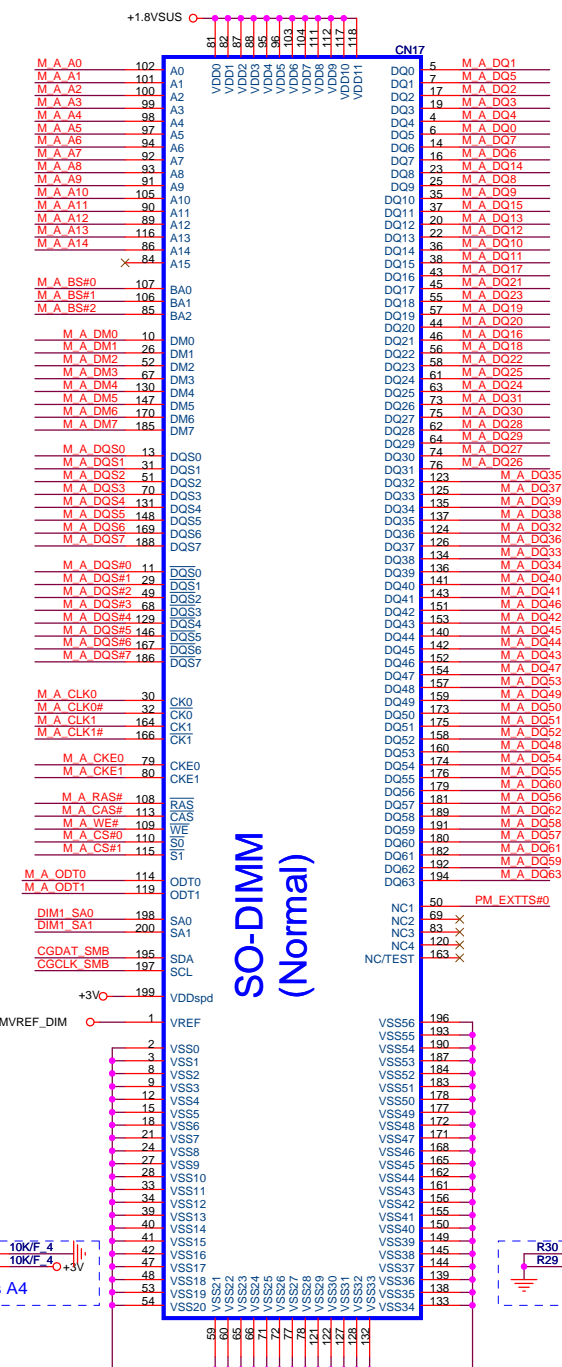 +1.8VSUS
81 82 87 88 95 96 103 104 111 112 117 118
VDD0 VDD1 VDD2 VDD3 VDD4 VDD5 VDD6 VDD7 VDD8 VDD9 VDD10 VDD11
CN17
M_A_A0 102 A0
M_A_A1 101 A1
M_A_A2 100 A2
M_A_A3 99 A3
M_A_A4 98 A4
M_A_A5 97 A5
M_A_A6 94 A6
M_A_A7 92 A7
M_A_A8 93 A8
M_A_A9 91 A9
M_A_A10 105 A10
M_A_A11 90 A11
M_A_A12 89 A12
M_A_A13 116 A13
M_A_A14 86 A14
84 A15
M_A_BS#0 107 BA0
M_A_BS#1 106 BA1
M_A_BS#2 85 BA2
M_A_DM0 10 DM0
M_A_DM1 26 DM1
M_A_DM2 52 DM2
M_A_DM3 67 DM3
M_A_DM4 130 DM4
M_A_DM5 147 DM5
M_A_DM6 170 DM6
M_A_DM7 185 DM7
M_A_DQS0 13 DQS0
M_A_DQS1 31 DQS1
M_A_DQS2 51 DQS2
M_A_DQS3 70 DQS3
M_A_DQS4 131 DQS4
M_A_DQS5 148 DQS5
M_A_DQS6 169 DQS6
M_A_DQS7 188 DQS7
M_A_DQS#0 11 DQS0
M_A_DQS#1 29 DQS1
M_A_DQS#2 49 DQS2
M_A_DQS#3 68 DQS3
M_A_DQS#4 129 DQS4
M_A_DQS#5 146 DQS5
M_A_DQS#6 167 DQS6
M_A_DQS#7 186 DQS7
M_A_CLK0 30 CK0
M_A_CLK0# 32 CK0
M_A_CLK1 164 CK1
M_A_CLK1# 166 CK1
M_A_CKE0 79 CKE0
M_A_CKE1 80 CKE1
M_A_RAS# 108 RAS
M_A_CAS# 113 CAS
M_A_WE# 109 WE
M_A_CS#0 110 S0
M_A_CS#1 115 S1
M_A_ODT0 114 ODT0
M_A_ODT1 119 ODT1
DIM1_SA0 198 SA0
DIM1_SA1 200 SA1
CGDAT_SMB 195 SDA
CGCLK_SMB 197 SCL
+3V 199 VDDspd
MVREF_DIM 1 VREF
2 VSS0
3 VSS1
8 VSS2
9 VSS3
12 VSS4
15 VSS5
18 VSS6
21 VSS7
24 VSS8
27 VSS9
28 VSS10
33 VSS11
34 VSS12
39 VSS13
40 VSS14
41 VSS15
42 VSS16
47 VSS17
48 VSS18
53 VSS19
54 VSS20
SO-DIMM
(Normal)
DQ0 5 M_A_DQ1
DQ1 7 M_A_DQ5
DQ2 17 M_A_DQ2
DQ3 19 M_A_DQ3
DQ4 4 M_A_DQ4
DQ5 6 M_A_DQ0
DQ6 14 M_A_DQ7
DQ7 16 M_A_DQ6
DQ8 23 M_A_DQ14
DQ9 25 M_A_DQ8
DQ10 35 M_A_DQ9
DQ11 37 M_A_DQ15
DQ12 20 M_A_DQ13
DQ13 22 M_A_DQ12
DQ14 36 M_A_DQ10
DQ15 38 M_A_DQ11
DQ16 43 M_A_DQ17
DQ17 45 M_A_DQ21
DQ18 55 M_A_DQ23
DQ19 57 M_A_DQ19
DQ20 44 M_A_DQ20
DQ21 46 M_A_DQ16
DQ22 56 M_A_DQ18
DQ23 58 M_A_DQ22
DQ24 61 M_A_DQ25
DQ25 63 M_A_DQ24
DQ26 73 M_A_DQ31
DQ27 75 M_A_DQ30
DQ28 62 M_A_DQ28
DQ29 64 M_A_DQ29
DQ30 74 M_A_DQ27
DQ31 76 M_A_DQ26
DQ32 123 M_A_DQ35
DQ33 125 M_A_DQ37
DQ34 135 M_A_DQ39
DQ35 137 M_A_DQ38
DQ36 124 M_A_DQ32
DQ37 126 M_A_DQ36
DQ38 134 M_A_DQ33
DQ39 136 M_A_DQ34
DQ40 141 M_A_DQ40
DQ41 143 M_A_DQ41
DQ42 151 M_A_DQ46
DQ43 153 M_A_DQ42
DQ44 140 M_A_DQ45
DQ45 142 M_A_DQ44
DQ46 152 M_A_DQ43
DQ47 154 M_A_DQ47
DQ48 157 M_A_DQ53
DQ49 159 M_A_DQ49
DQ50 173 M_A_DQ50
DQ51 175 M_A_DQ51
DQ52 158 M_A_DQ52
DQ53 160 M_A_DQ48
DQ54 174 M_A_DQ54
DQ55 176 M_A_DQ55
DQ56 179 M_A_DQ60
DQ57 181 M_A_DQ56
DQ58 189 M_A_DQ62
DQ59 191 M_A_DQ58
DQ60 180 M_A_DQ57
DQ61 182 M_A_DQ61
DQ62 192 M_A_DQ59
DQ63 194 M_A_DQ63
NC1 50 PM_EXTTS#0
NC2 69
NC3 83
NC4 120
NC/TEST 163
VSS56 196
VSS55 193
VSS54 190
VSS53 187
VSS52 184
VSS51 183
VSS50 178
VSS49 177
VSS48 172
VSS47 171
VSS46 168
VSS45 165
VSS44 162
VSS43 161
VSS42 156
VSS41 155
VSS40 150
VSS39 149
VSS38 145
VSS37 144
VSS36 139
VSS35 138
VSS34 133
VSS21 VSS22 VSS23 VSS24 VSS25 VSS26 VSS27 VSS28 VSS29 VSS30 VSS31 VSS32 VSS33
59 60 65 66 71 72 77 78 121 122 127 128 132
10K/F_4
10K/F_4
+3V
s A4
R30
R29